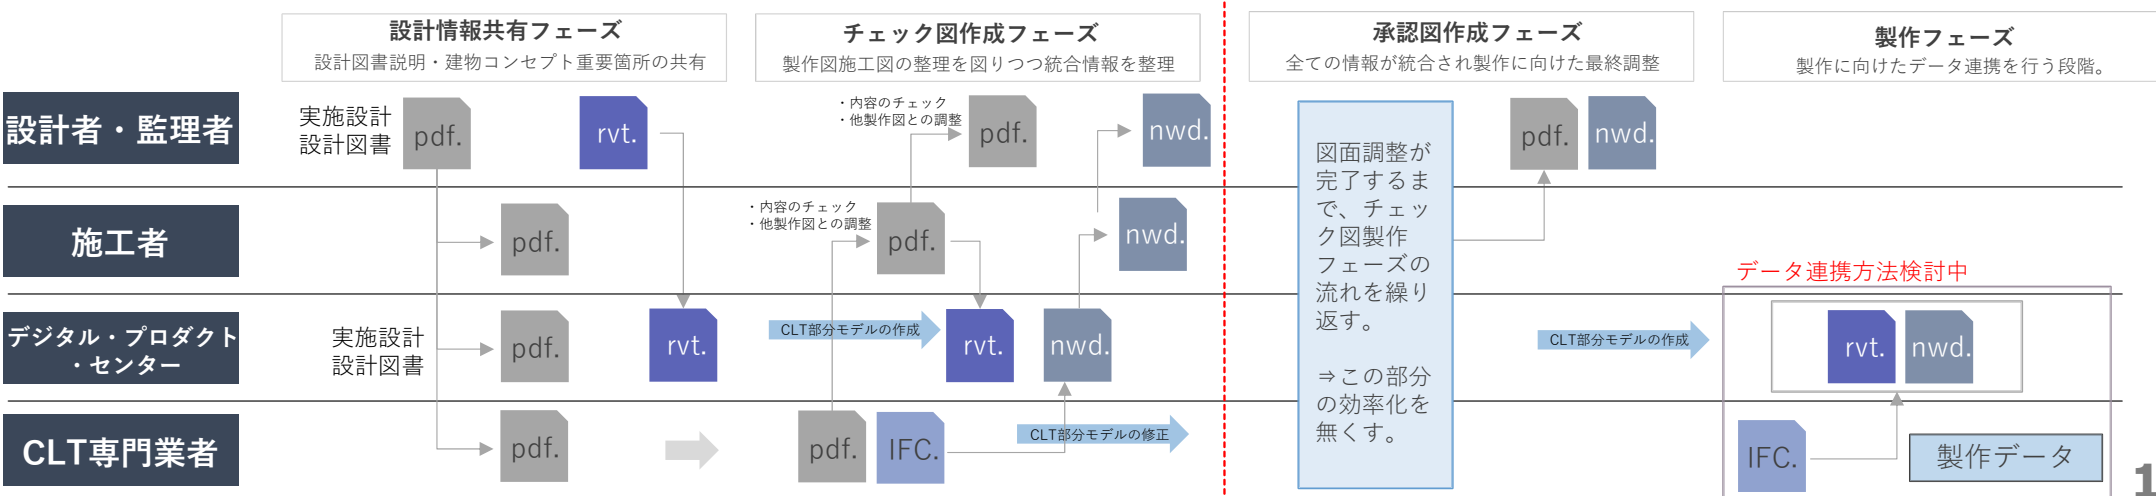 設計情報共有フェーズ
設計図書説明・建物コンセプト重要箇所の共有
チェック図作成フェーズ
製作図施工図の整理を図りつつ統合情報を整理
承認図作成フェーズ
全ての情報が統合され製作に向けた最終調整
製作フェーズ
製作に向けたデータ連携を行う段階。
設計者・監理者
実施設計
設計図書
pdf.
rvt.
・内容のチェック
・他製作図との調整
pdf.
nwd.
pdf.
nwd.
施工者
pdf.
・内容のチェック
・他製作図との調整
pdf.
nwd.
図面調整が
完了するま
で、チェッ
ク図製作
フェーズの
流れを繰り
返す。
⇒この部分
の効率化を
無くす。
データ連携方法検討中
デジタル・プロダクト
・センター
実施設計
設計図書
pdf.
rvt.
CLT部分モデルの作成
rvt.
nwd.
CLT部分モデルの作成
rvt.
nwd.
CLT専門業者
pdf.
pdf.
IFC.
CLT部分モデルの修正
IFC.
製作データ
1